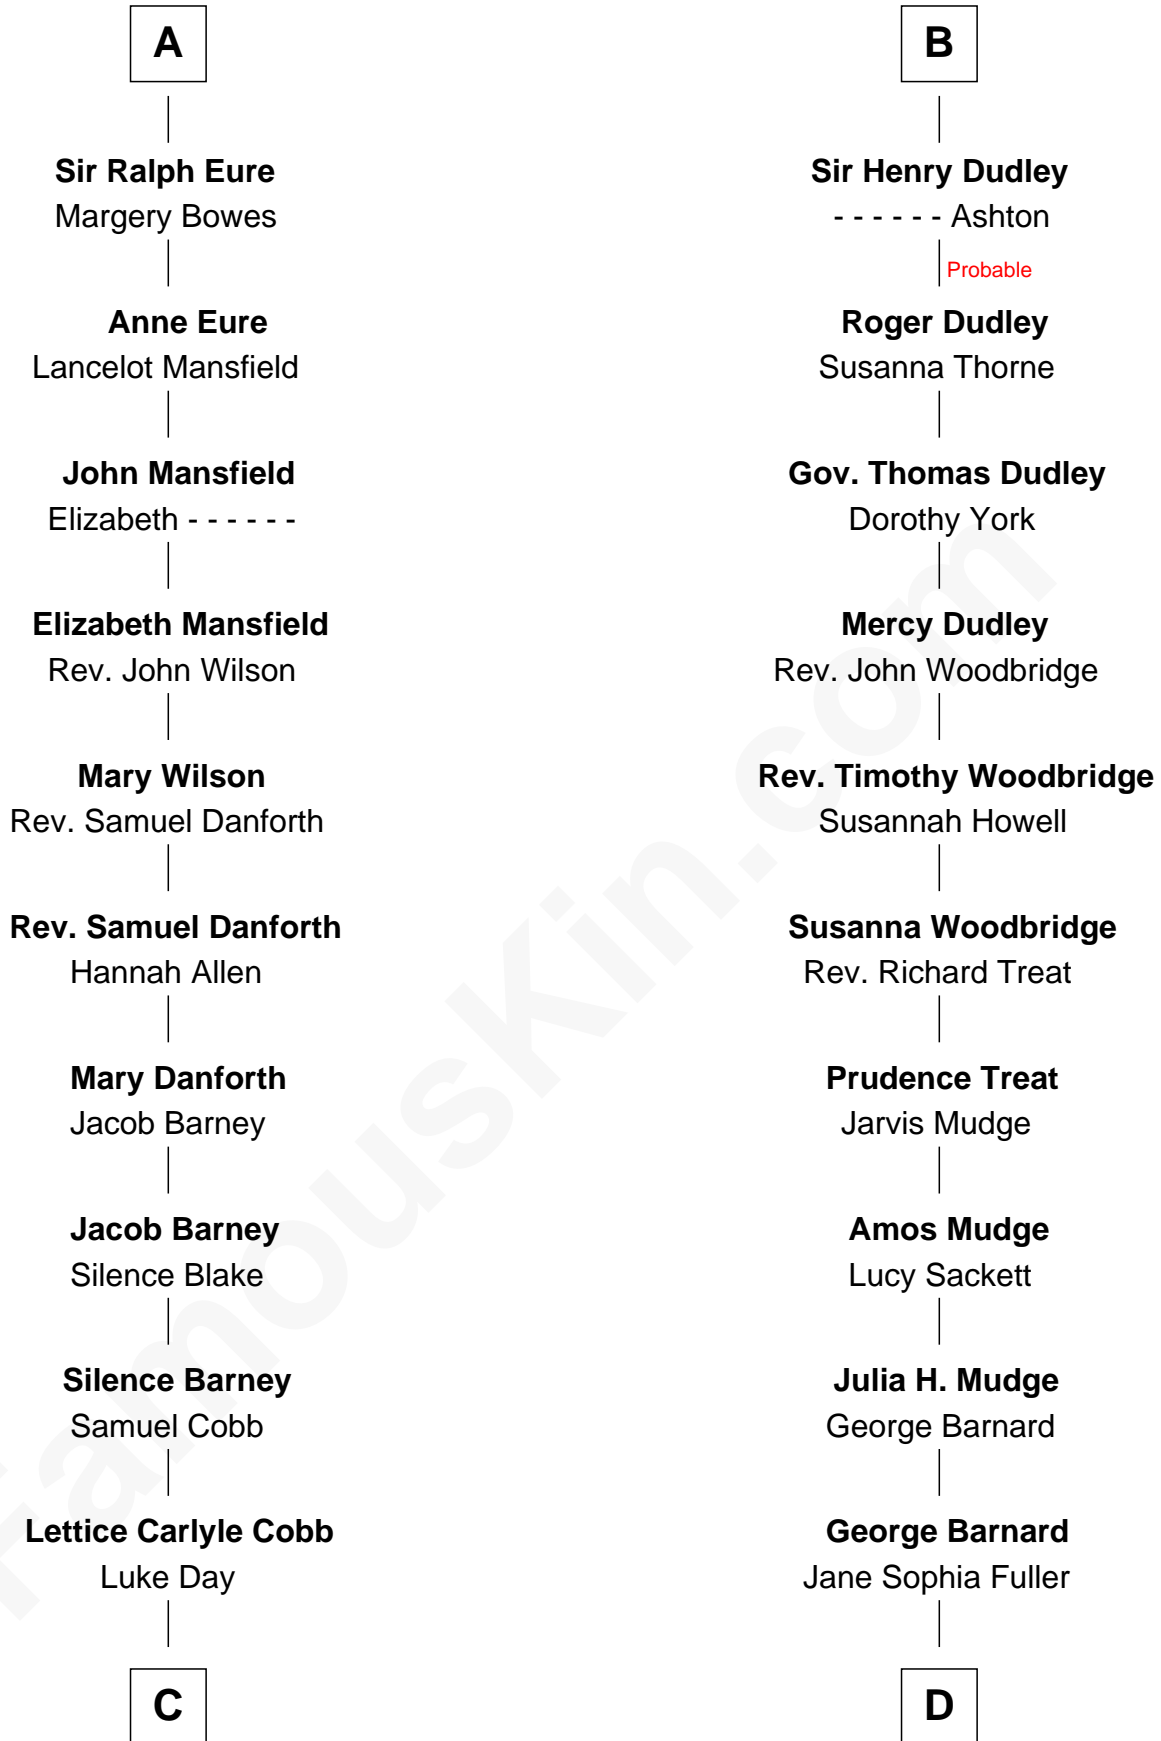 A
Sir Ralph Eure
Margery Bowes
Anne Eure
Lancelot Mansfield
John Mansfield
Elizabeth - - - - - -
Elizabeth Mansfield
Rev. John Wilson
Mary Wilson
Rev. Samuel Danforth
Rev. Samuel Danforth
Hannah Allen
Mary Danforth
Jacob Barney
Jacob Barney
Silence Blake
Silence Barney
Samuel Cobb
Lettice Carlyle Cobb
Luke Day
C
B
Sir Henry Dudley
- - - - - - Ashton
Probable
Roger Dudley
Susanna Thorne
Gov. Thomas Dudley
Dorothy York
Mercy Dudley
Rev. John Woodbridge
Rev. Timothy Woodbridge
Susannah Howell
Susanna Woodbridge
Rev. Richard Treat
Prudence Treat
Jarvis Mudge
Amos Mudge
Lucy Sackett
Julia H. Mudge
George Barnard
George Barnard
Jane Sophia Fuller
D
FamousKin.com